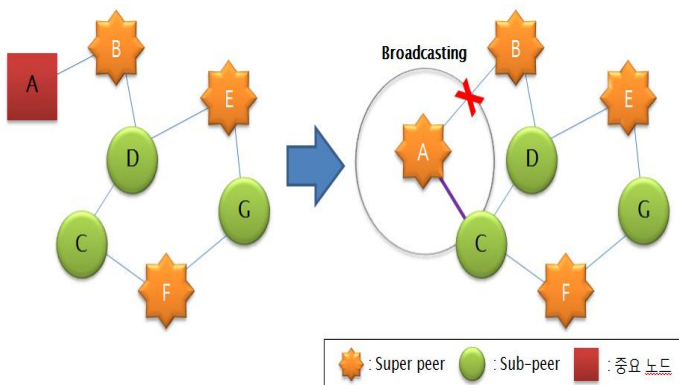 B
A
E
D
G
C
F
Broadcasting
B
E
A
D
G
C
F
: Super peer : Sub-peer : 중요 노드